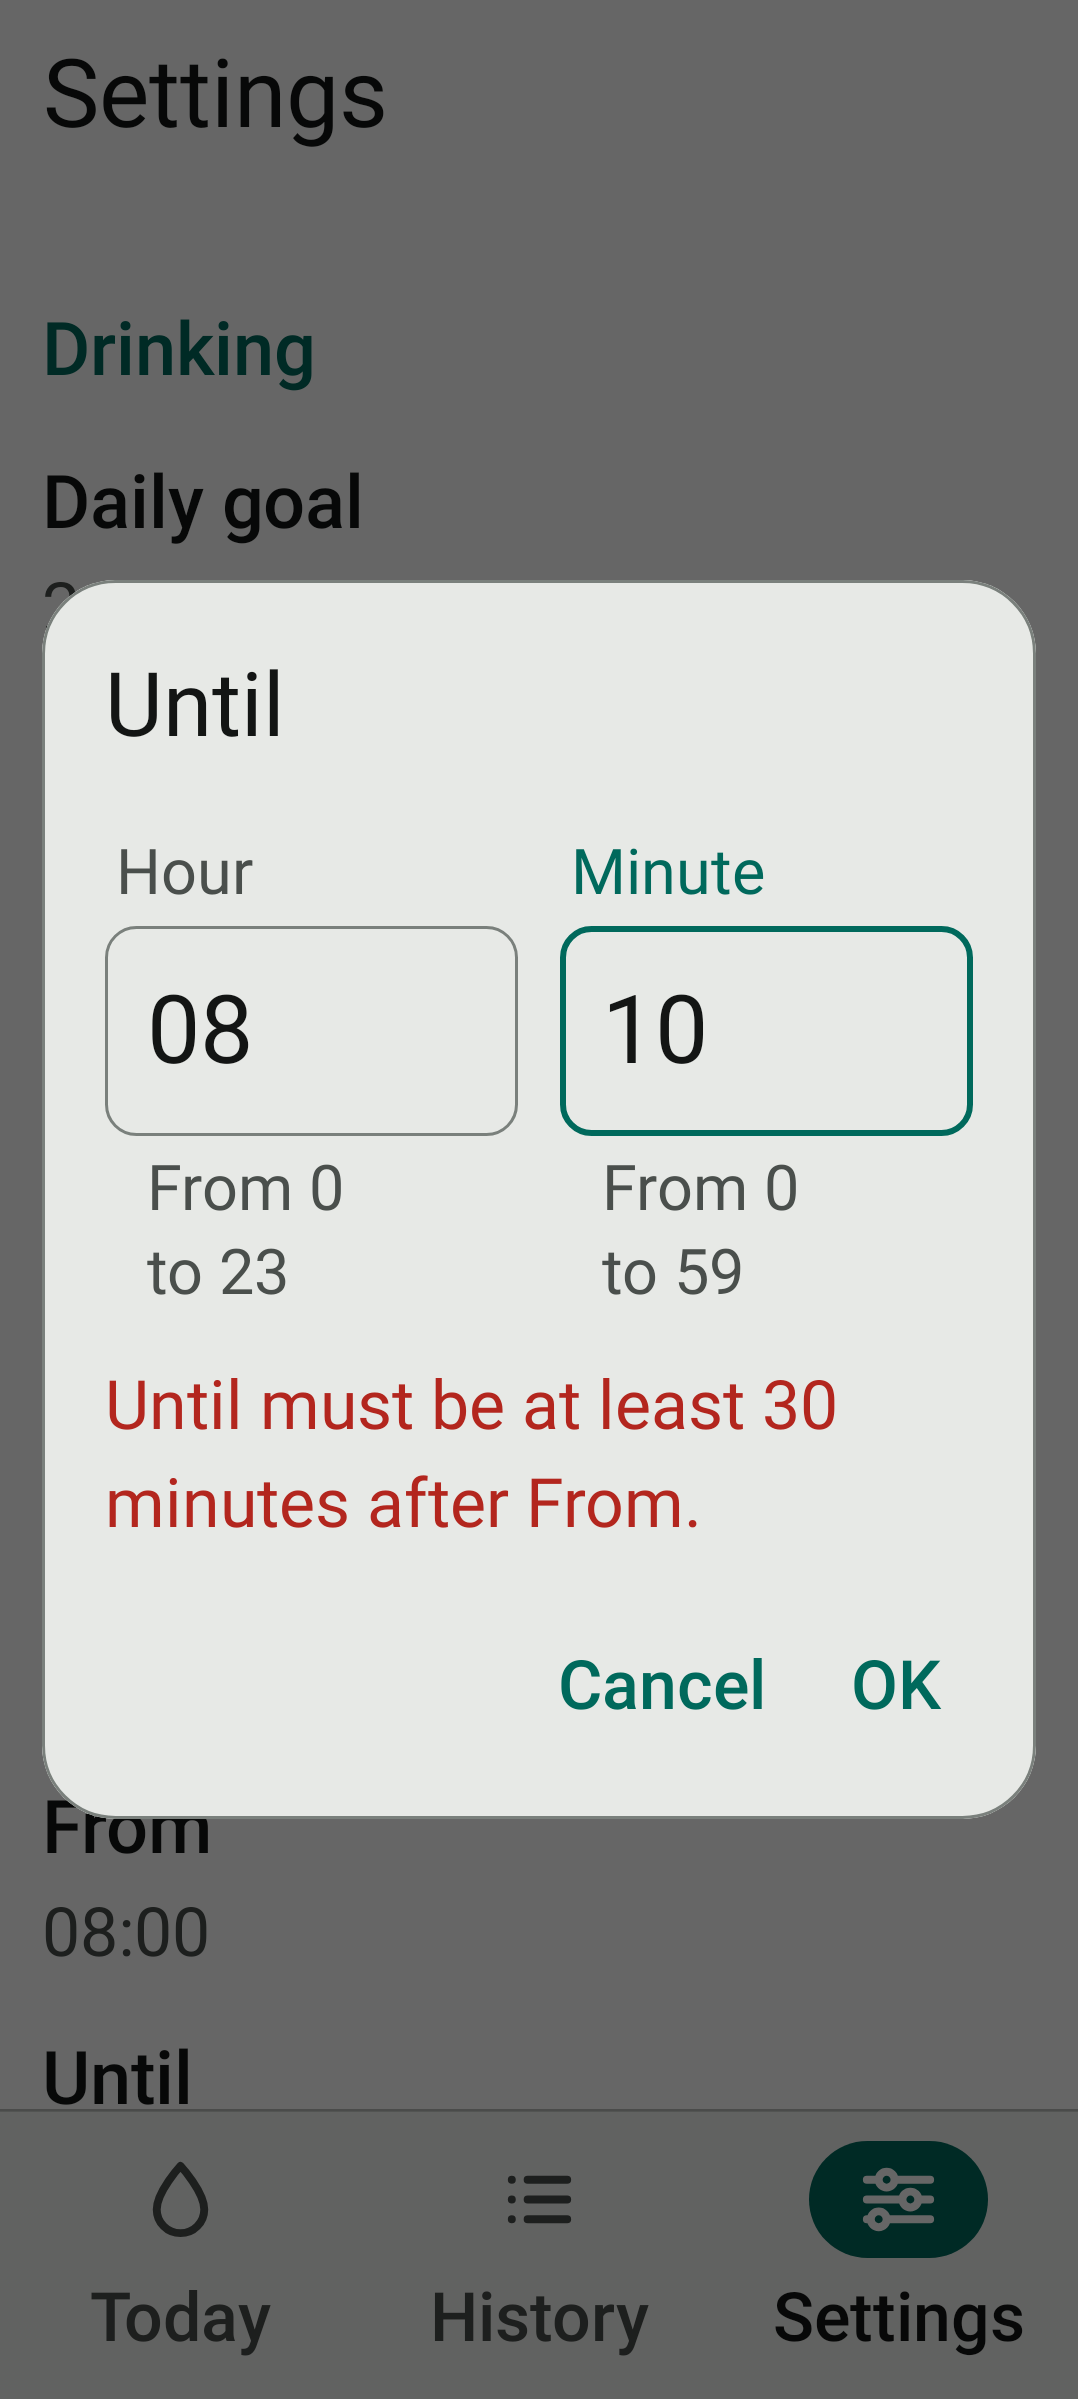 Settings
Drinking
Daily goal
Until
Hour
Minute
08
10
From 0
to 23
From 0
to 59
Until must be at least 30
minutes after From.
Cancel
OK
From
08:00
Until
Today
History
Settings